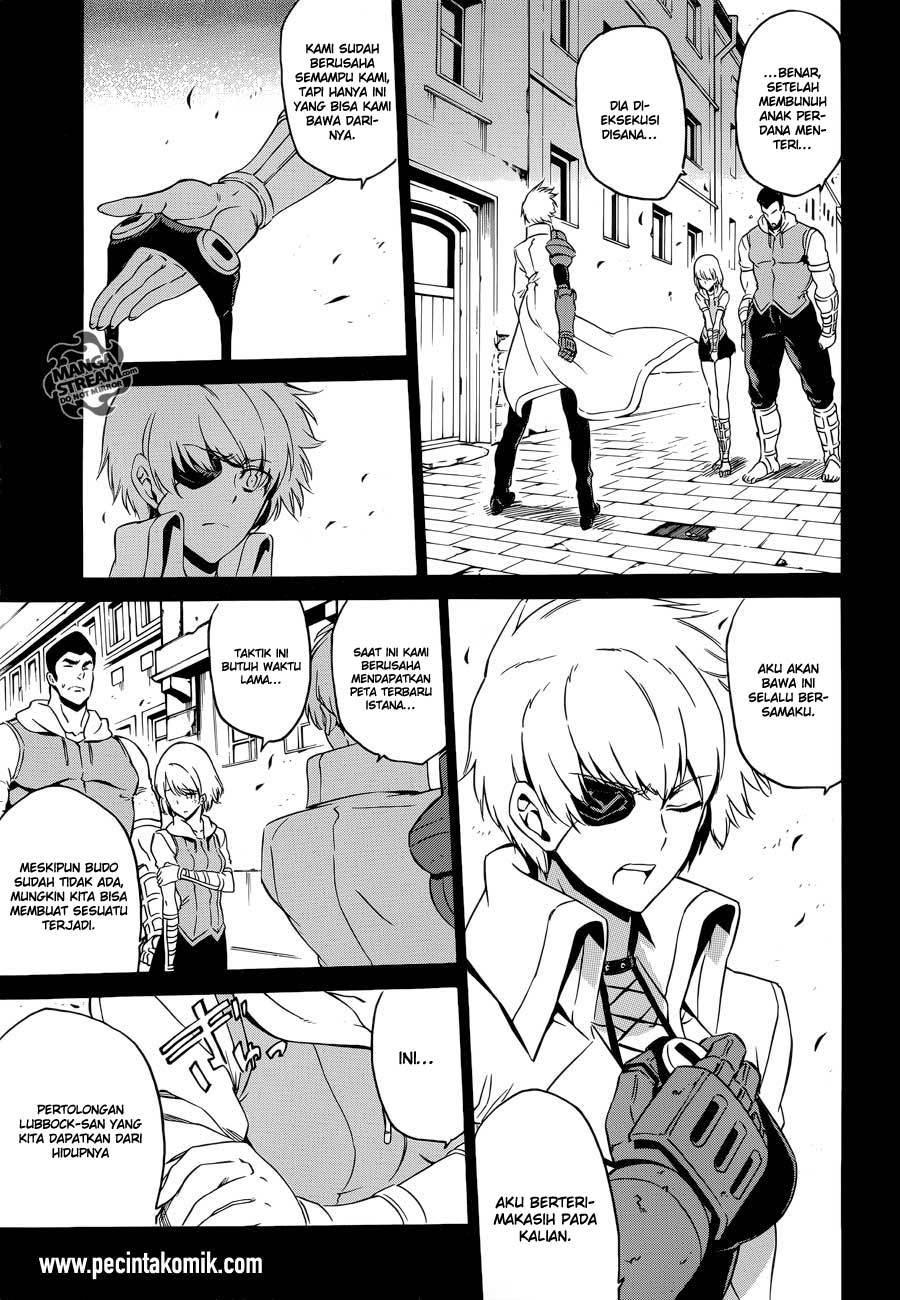 ...BENAR,
SETELAH
MEMBUNUH
ANAK PER-
DANA MEN-
TERI...
DIA DI-
EKSEKUSI
DISANA...
KAMI SUDAH
BERUSAHA
SEMAMPU KAMI,
TAPI HANYA INI
YANG BISA KAMI
BAWA DARI-
NYA.
MANGA
STREAM.com
DO NOT MIRROR
AKU AKAN
BAWA INI
SELALU BER-
SAMAKU.
AKU BERTERI-
MAKASIH PADA
KALIAN.
SAAT INI KAMI
BERUSAHA
MENDAPATKAN
PETA TERBARU
ISTANA...
TAKTIK INI
BUTUH WAKTU
LAMA...
MESKIPUN BUDO
SUDAH TIDAK ADA,
MUNGKIN KITA BISA
MEMBUAT SESUATU
TERJADI.
INI...
ギュッ
PERTOLONGAN
LUBBOCK-SAN YANG
KITA DAPATKAN DARI
HIDUPNYA
www.pecintakomik.com